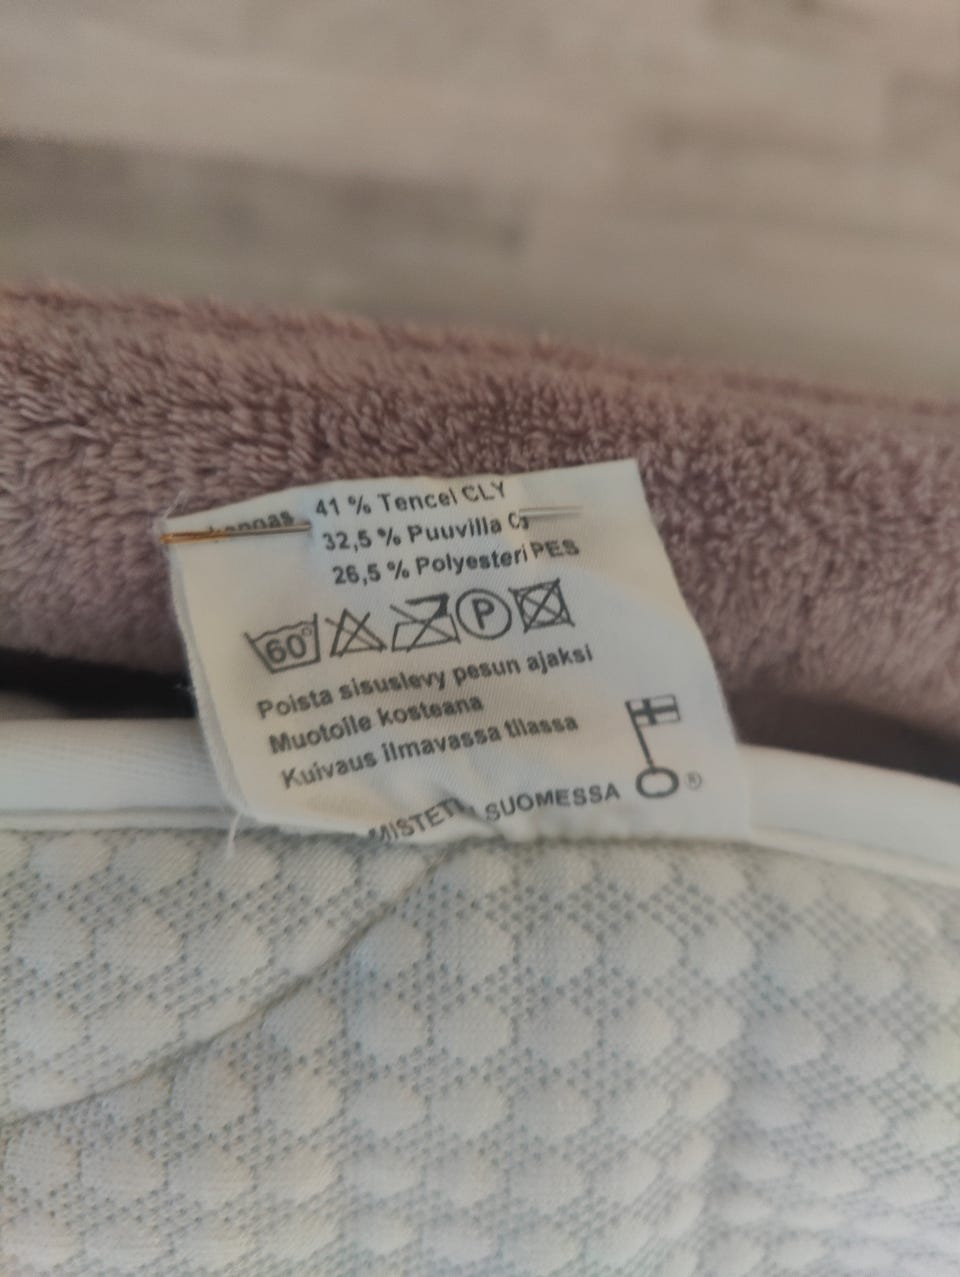 41 % Tencel CLY
32,5 % Puuvilla
26,5 % Polyesteri PES
60° P
Poista sisuslevy pesun ajaksi
Muotoile kosteana
Kuivaus ilmavassa tilassa
SUOMESSA ®